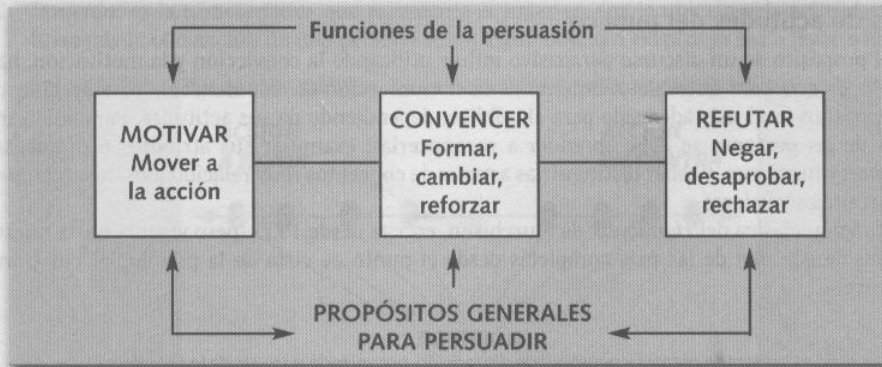 Funciones de la persuasión
MOTIVAR
Mover a
la acción
CONVENCER
Formar,
cambiar,
reforzar
REFUTAR
Negar,
desaprobar,
rechazar
PROPÓSITOS GENERALES
PARA PERSUADIR